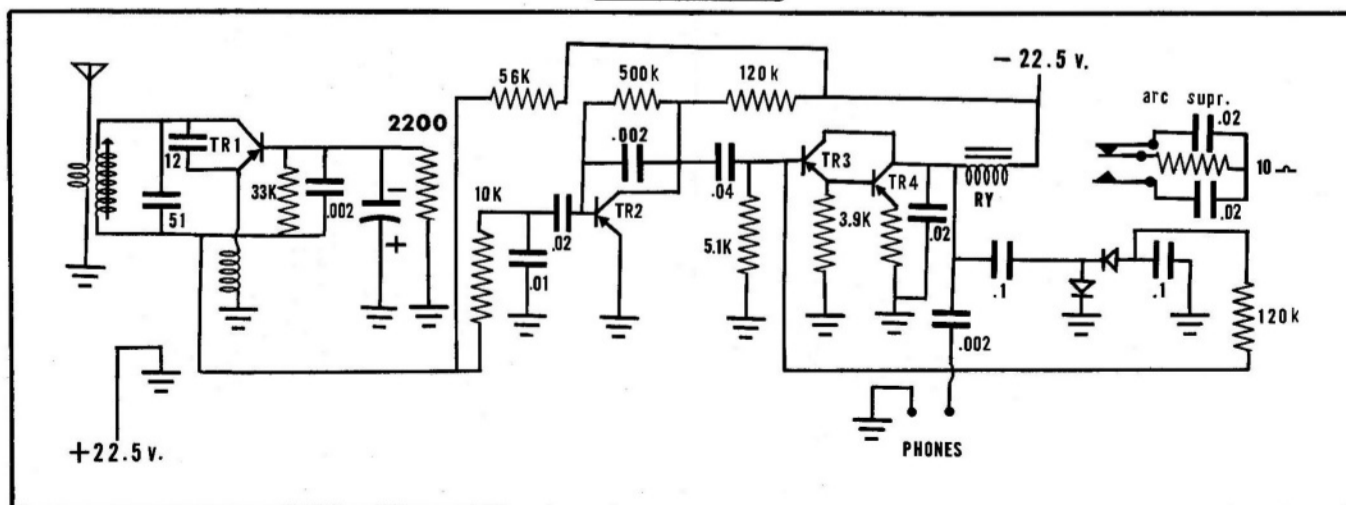 - 22.5 v.
56K
500k
120k
arc supr.
.02
2200
TR1
12
.002
TR3
TR4
10 Ω
33K
.002
10K
.04
RY
.02
51
.02
TR2
3.9K
.02
5.1K
.01
.1
.1
120k
.002
+22.5 v.
PHONES
-
+